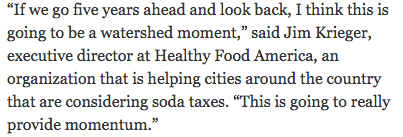 “If we go five years ahead and look back, I think this is
going to be a watershed moment,” said Jim Krieger,
executive director at Healthy Food America, an
organization that is helping cities around the country
that are considering soda taxes. “This is going to really
provide momentum.”